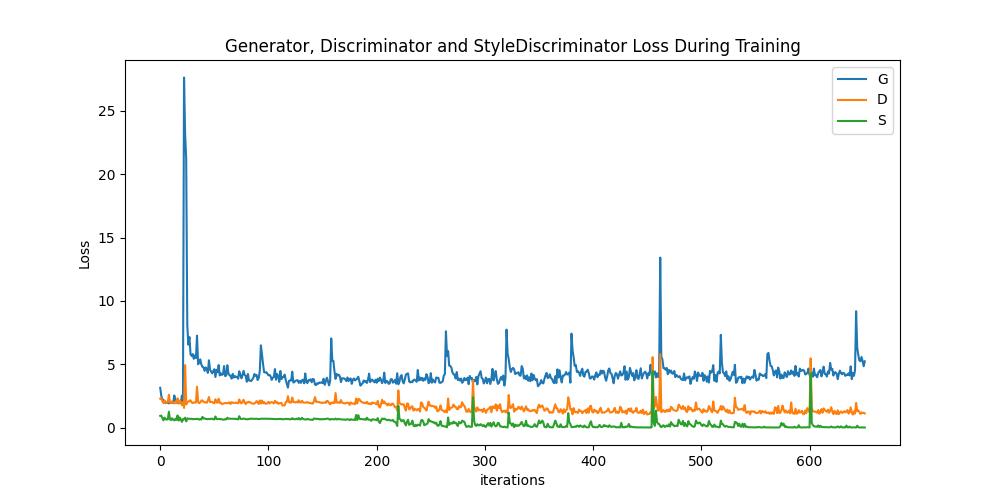 Generator, Discriminator and StyleDiscriminator Loss During Training
G
D
S
25
20
15
10
5
0
Loss
0 100 200 300 400 500 600
iterations